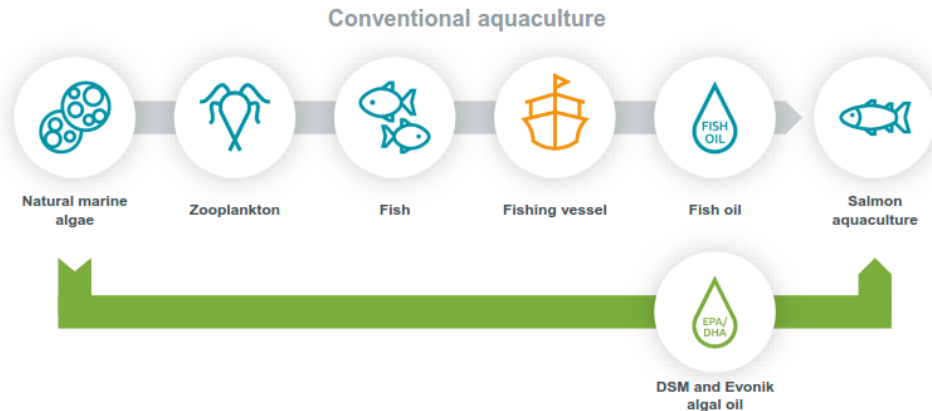 Conventional aquaculture
FISH
OIL
Natural marine
algae
Zooplankton
Fish
Fishing vessel
Fish oil
Salmon
aquaculture
EPA/
DHA
DSM and Evonik
algal oil